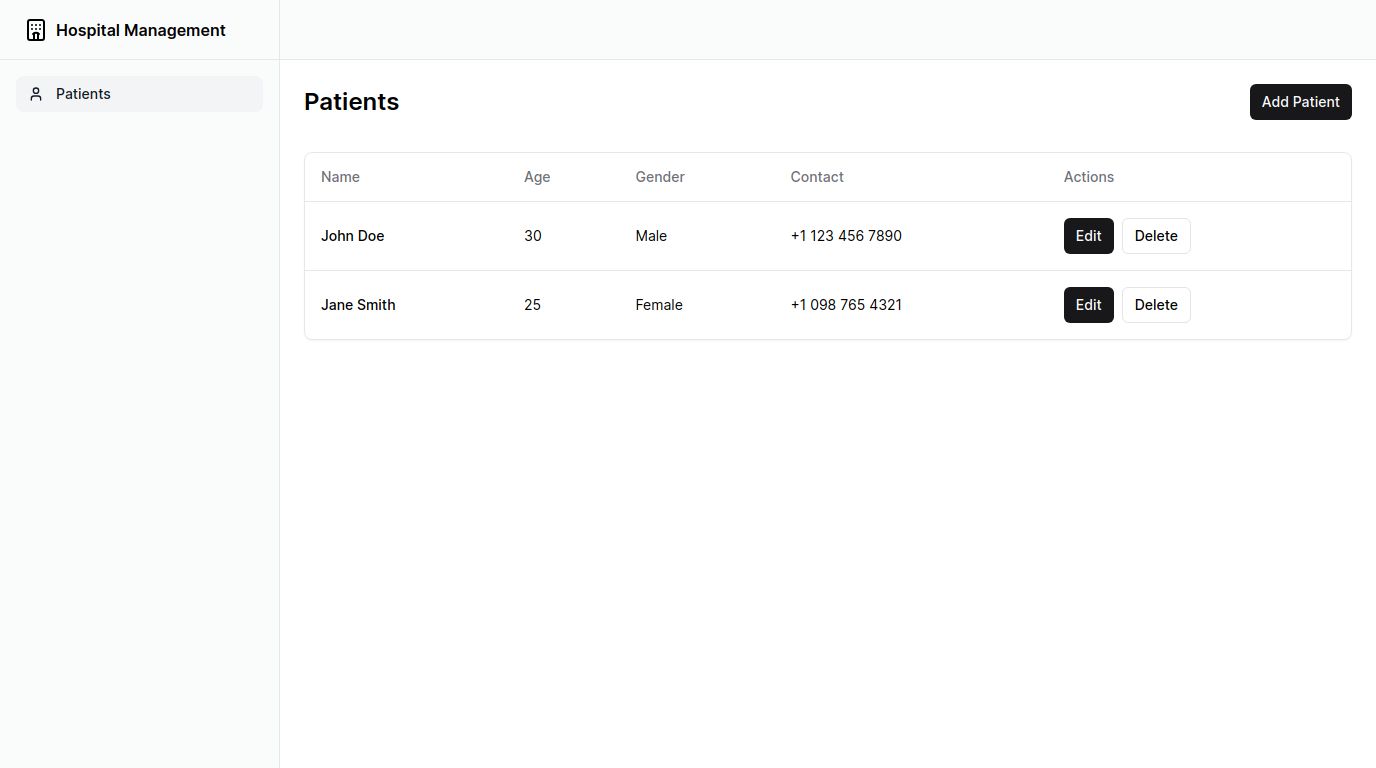 Hospital Management
Patients
Patients
Add Patient
Name Age Gender Contact Actions
John Doe 30 Male +1 123 456 7890 Edit Delete
Jane Smith 25 Female +1 098 765 4321 Edit Delete